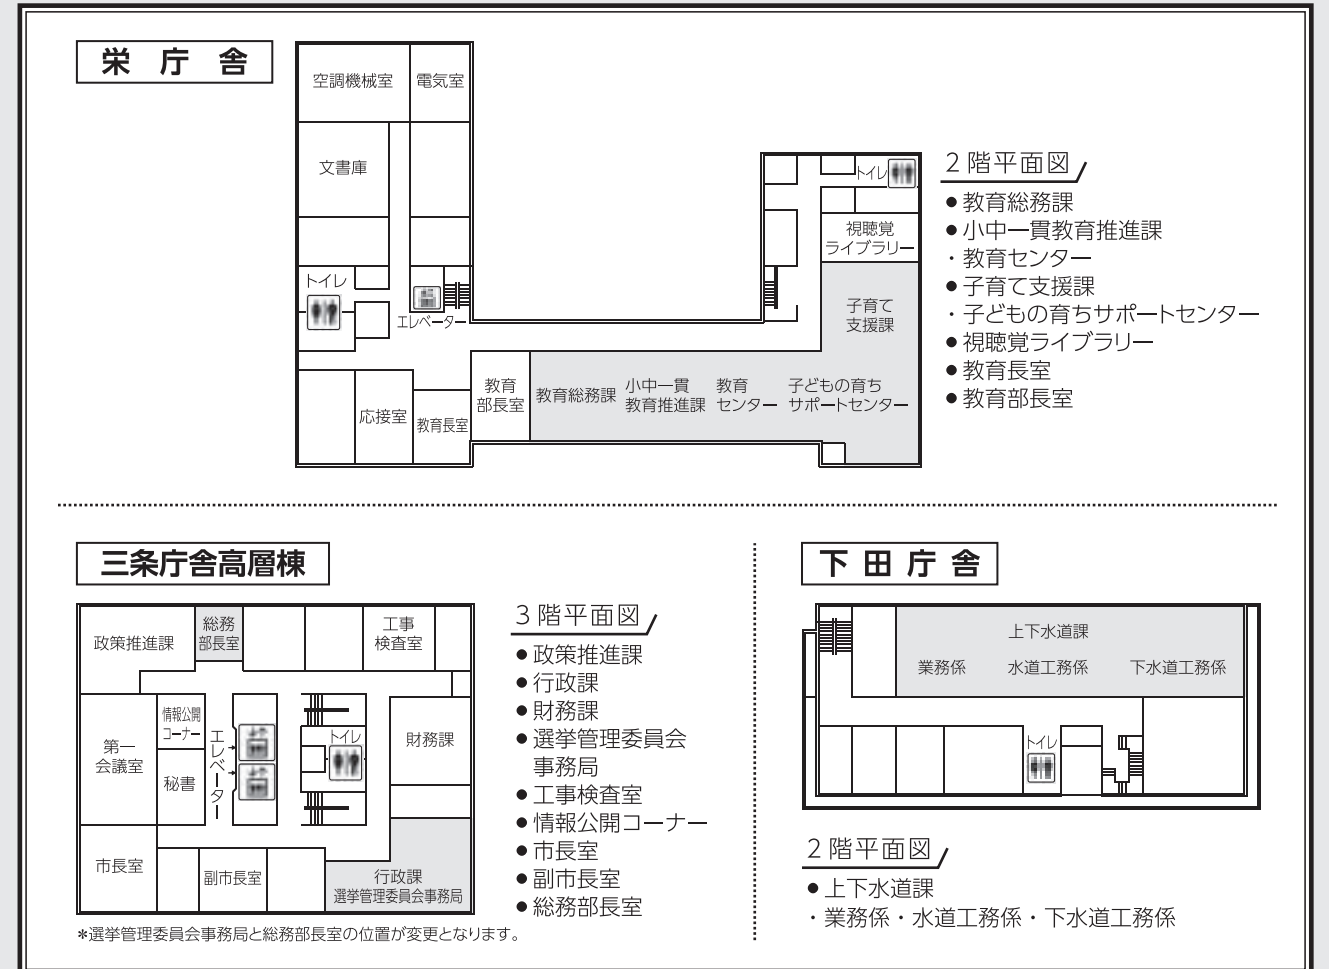 栄庁舎
空調機械室
電気室
文書庫
トイレ
エレベーター
応接室
教育長室
教育
部長室
教育総務課
小中一貫
教育推進課
教育
センター
子どもの育ち
サポートセンター
子育て
支援課
視聴覚
ライブラリー
トイレ
2階平面図
●教育総務課
●小中一貫教育推進課
・教育センター
●子育て支援課
・子どもの育ちサポートセンター
●視聴覚ライブラリー
●教育長室
●教育部長室
三条庁舎高層棟
政策推進課
総務
部長室
工事
検査室
第一
会議室
情報公開
コーナー
秘書
エレベーター
トイレ
財務課
市長室
副市長室
行政課
選挙管理委員会事務局
*選挙管理委員会事務局と総務部長室の位置が変更となります。
3階平面図
●政策推進課
●行政課
●財務課
●選挙管理委員会
事務局
●工事検査室
●情報公開コーナー
●市長室
●副市長室
●総務部長室
下田庁舎
上下水道課
業務係
水道工務係
下水道工務係
トイレ
2階平面図
●上下水道課
・業務係・水道工務係・下水道工務係